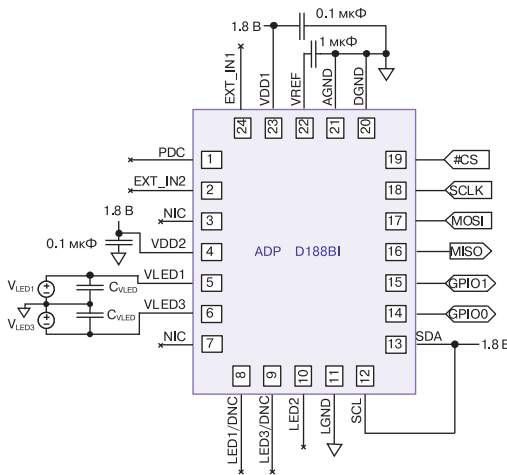 1.8 В
0.1 мкФ
1 мкФ
EXT_IN1
VDD1
VREF
AGND
DGND
24
23
22
21
20
PDC
1
EXT_IN2
2
NIC
3
1.8 В
0.1 мкФ
VDD2
4
VLED1
5
VLED3
6
NIC
7
VLED1
CVLED
CVLED
VLED3
ADP D188BI
19
#CS
18
SCLK
17
MOSI
16
MISO
15
GPIO1
14
GPIO0
13
SDA
1.8 В
8
9
10
11
12
LED1/DNC
LED3/DNC
LED2
LGND
SCL